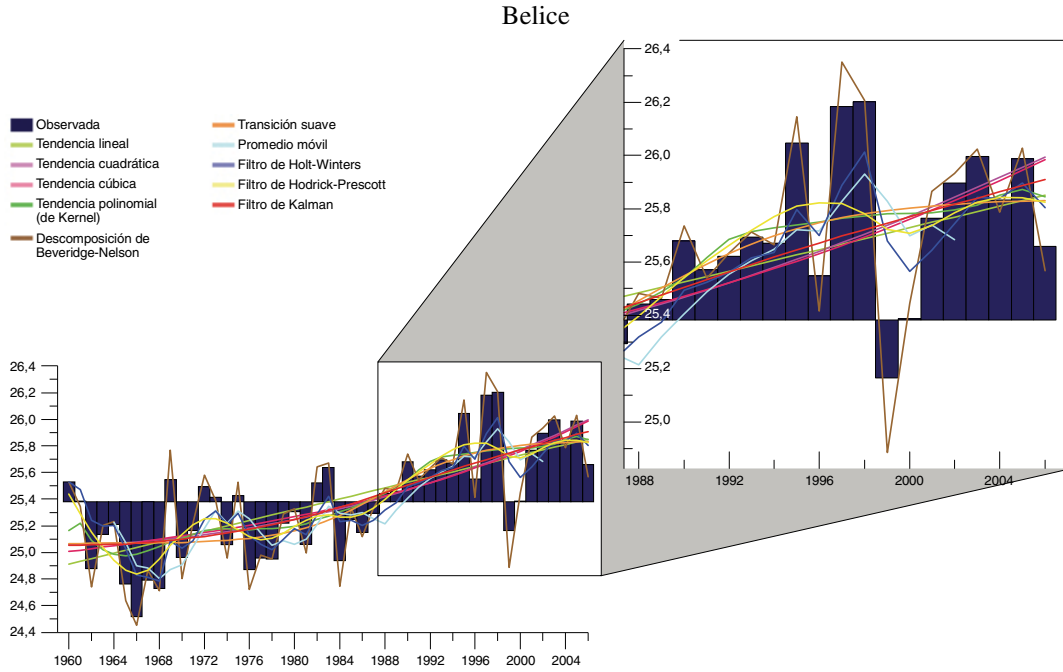 Belice
Observada
Tendencia lineal
Tendencia cuadrática
Tendencia cúbica
Tendencia polinomial
(de Kernel)
Descomposición de
Beveridge-Nelson
Transición suave
Promedio móvil
Filtro de Holt-Winters
Filtro de Hodrick-Prescott
Filtro de Kalman
26,4
26,2
26,0
25,8
25,6
25,4
25,2
25,0
1988 1992 1996 2000 2004
26,4
26,2
26,0
25,8
25,6
25,4
25,2
25,0
24,8
24,6
24,4
1960 1964 1968 1972 1976 1980 1984 1988 1992 1996 2000 2004